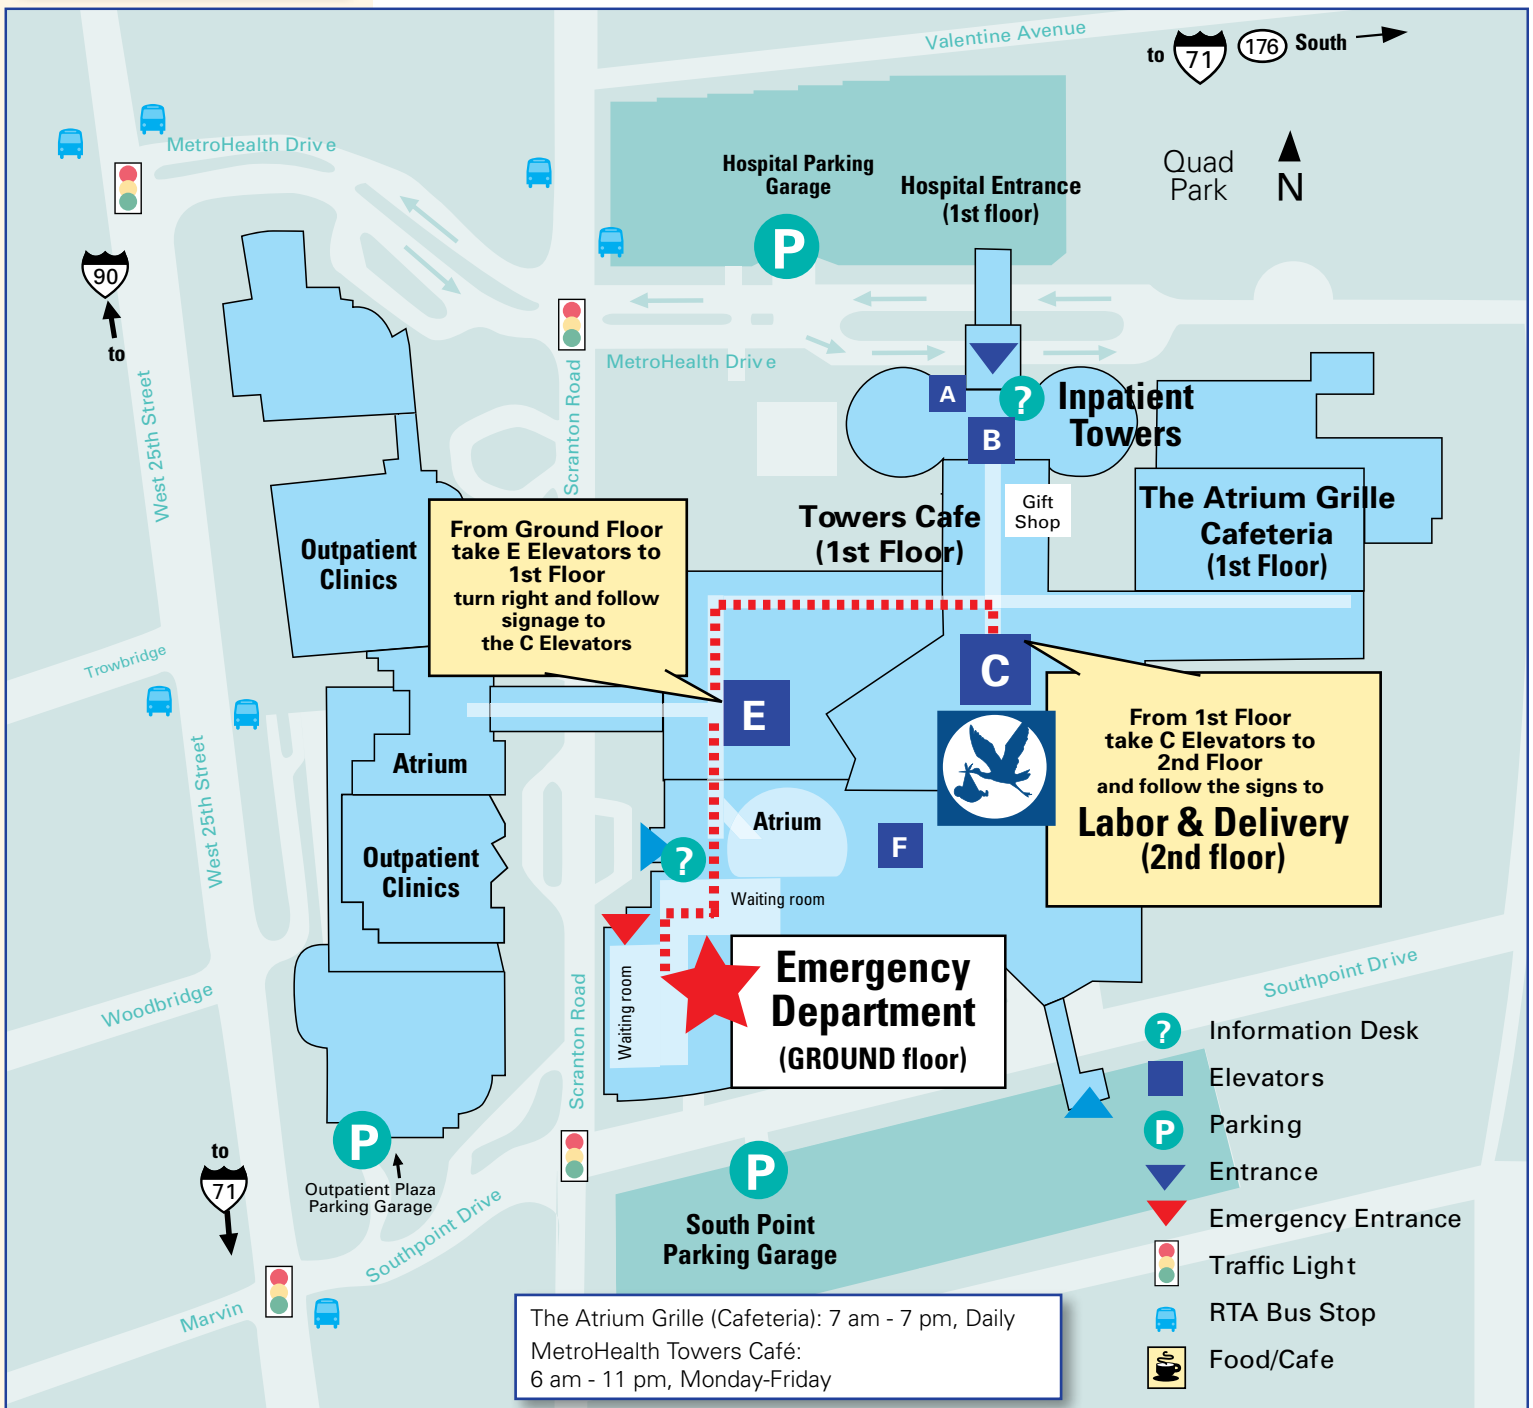 Valentine Avenue
to
71
176
South
MetroHealth Drive
Hospital Parking
Garage
P
Hospital Entrance
(1st floor)
Quad
Park
N
90
to
MetroHealth Drive
West 25th Street
Scranton Road
A
?
B
Inpatient
Towers
Gift
Shop
Towers Cafe
(1st Floor)
The Atrium Grille
Cafeteria
(1st Floor)
Outpatient
Clinics
From Ground Floor
take E Elevators to
1st Floor
turn right and follow
signage to
the C Elevators
Trowbridge
C
E
From 1st Floor
take C Elevators to
2nd Floor
and follow the signs to
Labor & Delivery
(2nd floor)
West 25th Street
Atrium
Atrium
F
?
Outpatient
Clinics
Waiting room
Waiting room
Emergency
Department
(GROUND floor)
Woodbridge
Scranton Road
Southpoint Drive
P
Outpatient Plaza
Parking Garage
to
71
Southpoint Drive
Marvin
P
South Point
Parking Garage
? Information Desk
Elevators
P Parking
Entrance
Emergency Entrance
Traffic Light
RTA Bus Stop
Food/Cafe
The Atrium Grille (Cafeteria): 7 am - 7 pm, Daily
MetroHealth Towers Café:
6 am - 11 pm, Monday-Friday